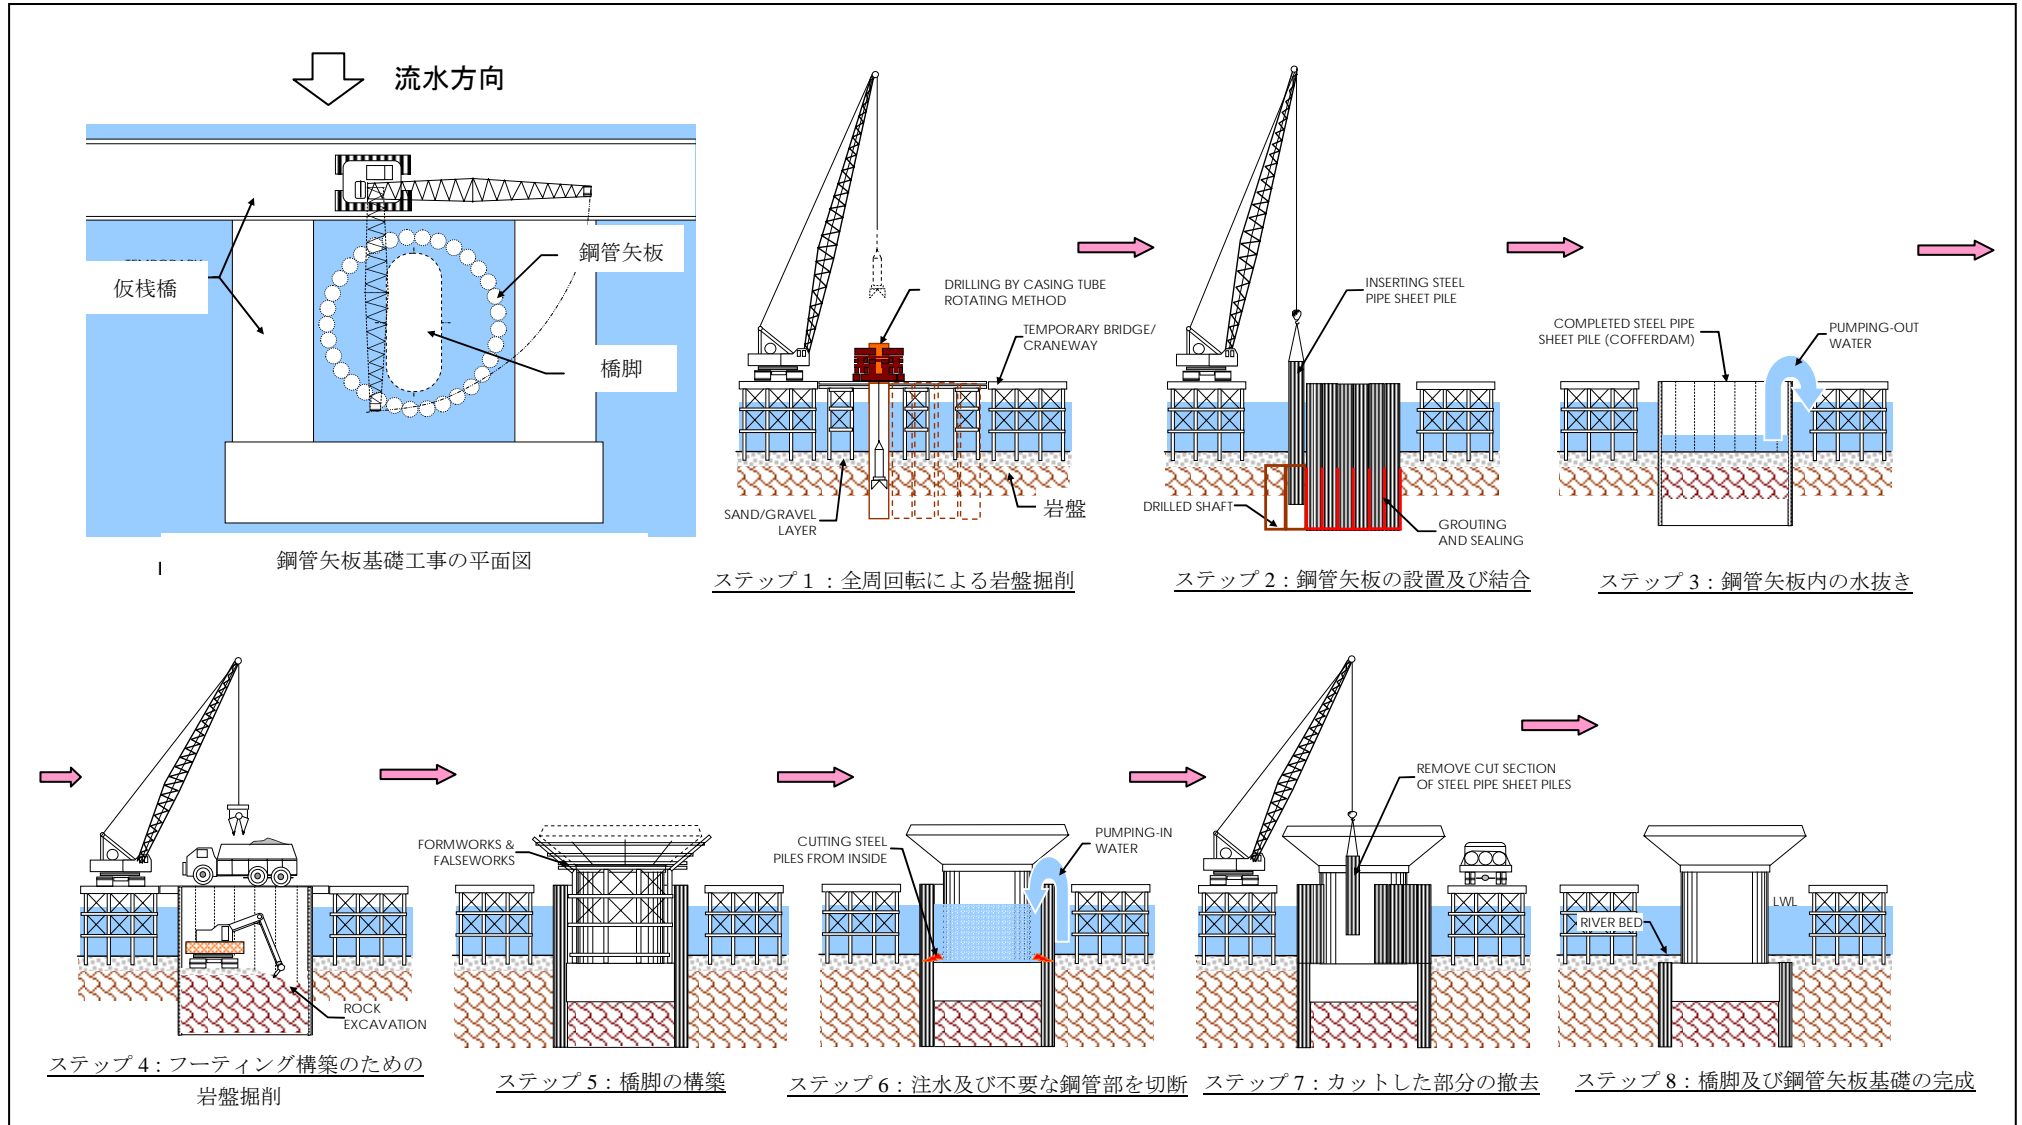 流水方向
鋼管矢板
仮桟橋
橋脚
鋼管矢板基礎工事の平面図
DRILLING BY CASING TUBE
ROTATING METHOD
TEMPORARY BRIDGE/
CRANEWAY
SAND/GRAVEL
LAYER
岩盤
ステップ 1 : 全周回転による岩盤掘削
INSERTING STEEL
PIPE SHEET PILE
DRILLED SHAFT
GROUTING
AND SEALING
ステップ 2 : 鋼管矢板の設置及び結合
COMPLETED STEEL PIPE
SHEET PILE (COFFERDAM)
PUMPING-OUT
WATER
ステップ 3 : 鋼管矢板内の水抜き
ROCK
EXCAVATION
ステップ 4 : フーティング構築のための
岩盤掘削
FORMWORKS &
FALSEWORKS
ステップ 5 : 橋脚の構築
CUTTING STEEL
PILES FROM INSIDE
PUMPING-IN
WATER
ステップ 6 : 注水及び不要な鋼管部を切断
REMOVE CUT SECTION
OF STEEL PIPE SHEET PILES
ステップ 7 : カットした部分の撤去
LWL
RIVER BED
ステップ 8 : 橋脚及び鋼管矢板基礎の完成